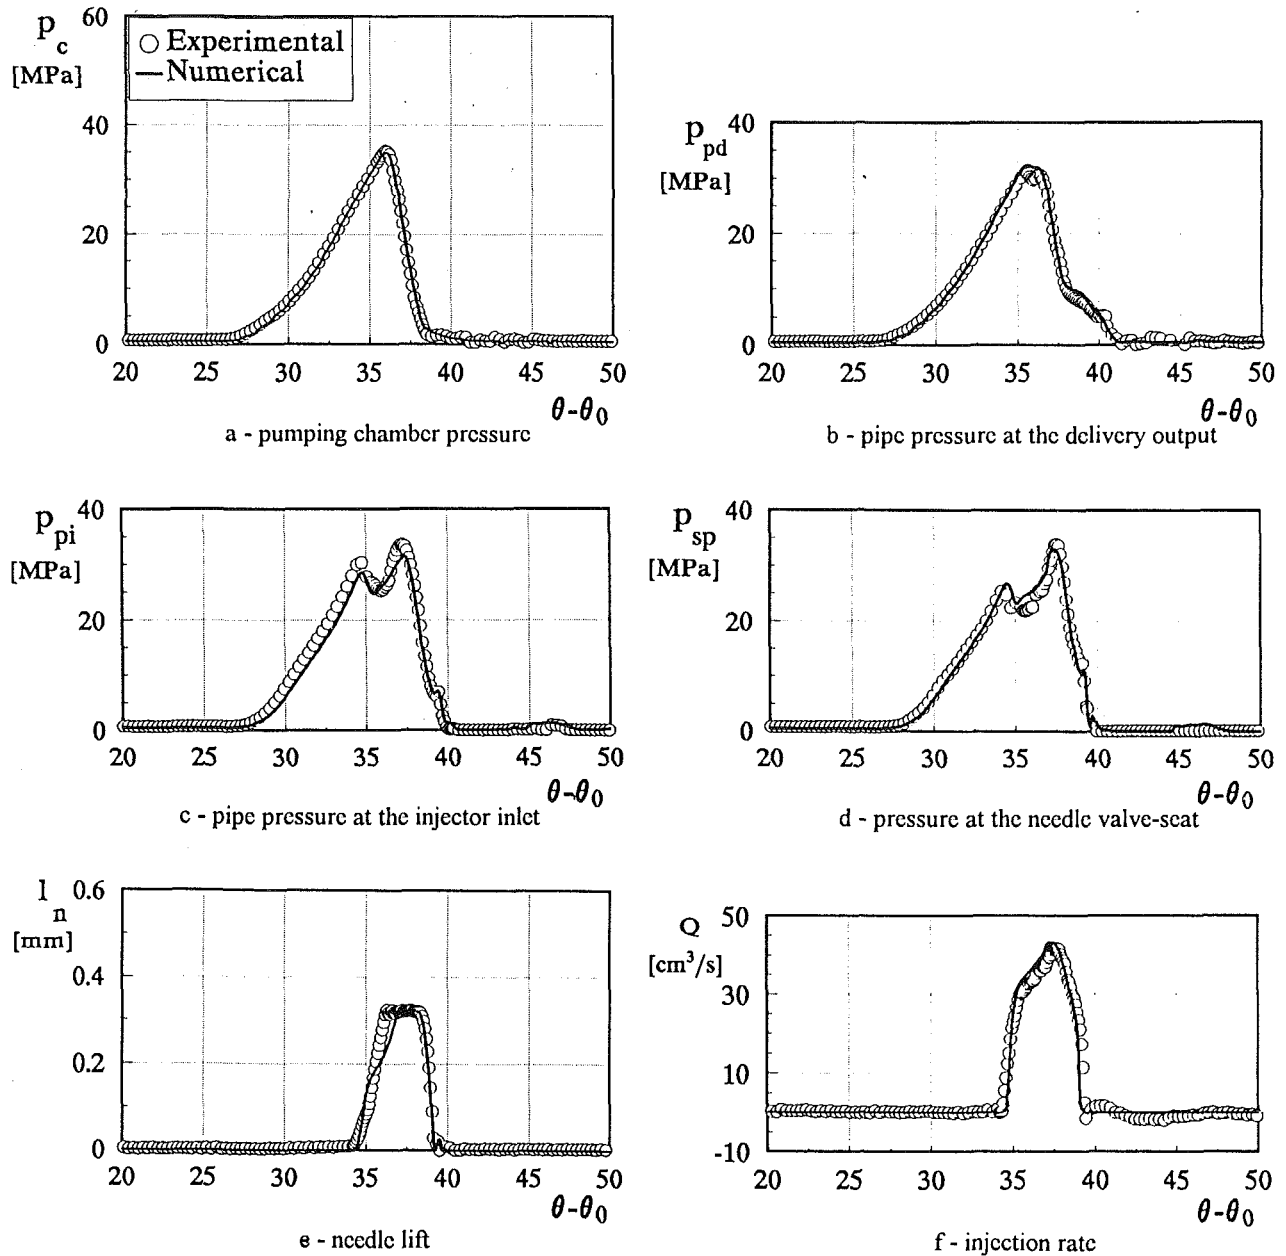 p_c
[MPa]
60
40
20
0
○ Experimental
— Numerical
20 25 30 35 40 45 50
θ-θ₀
a - pumping chamber pressure
p_pd
[MPa]
40
20
0
20 25 30 35 40 45 50
θ-θ₀
b - pipe pressure at the delivery output
p_pi
[MPa]
40
20
0
20 25 30 35 40 45 50
θ-θ₀
c - pipe pressure at the injector inlet
p_sp
[MPa]
40
20
0
20 25 30 35 40 45 50
θ-θ₀
d - pressure at the needle valve-seat
l_n
[mm]
0.6
0.4
0.2
0
20 25 30 35 40 45 50
θ-θ₀
e - needle lift
Q
[cm³/s]
50
30
10
-10
20 25 30 35 40 45 50
θ-θ₀
f - injection rate